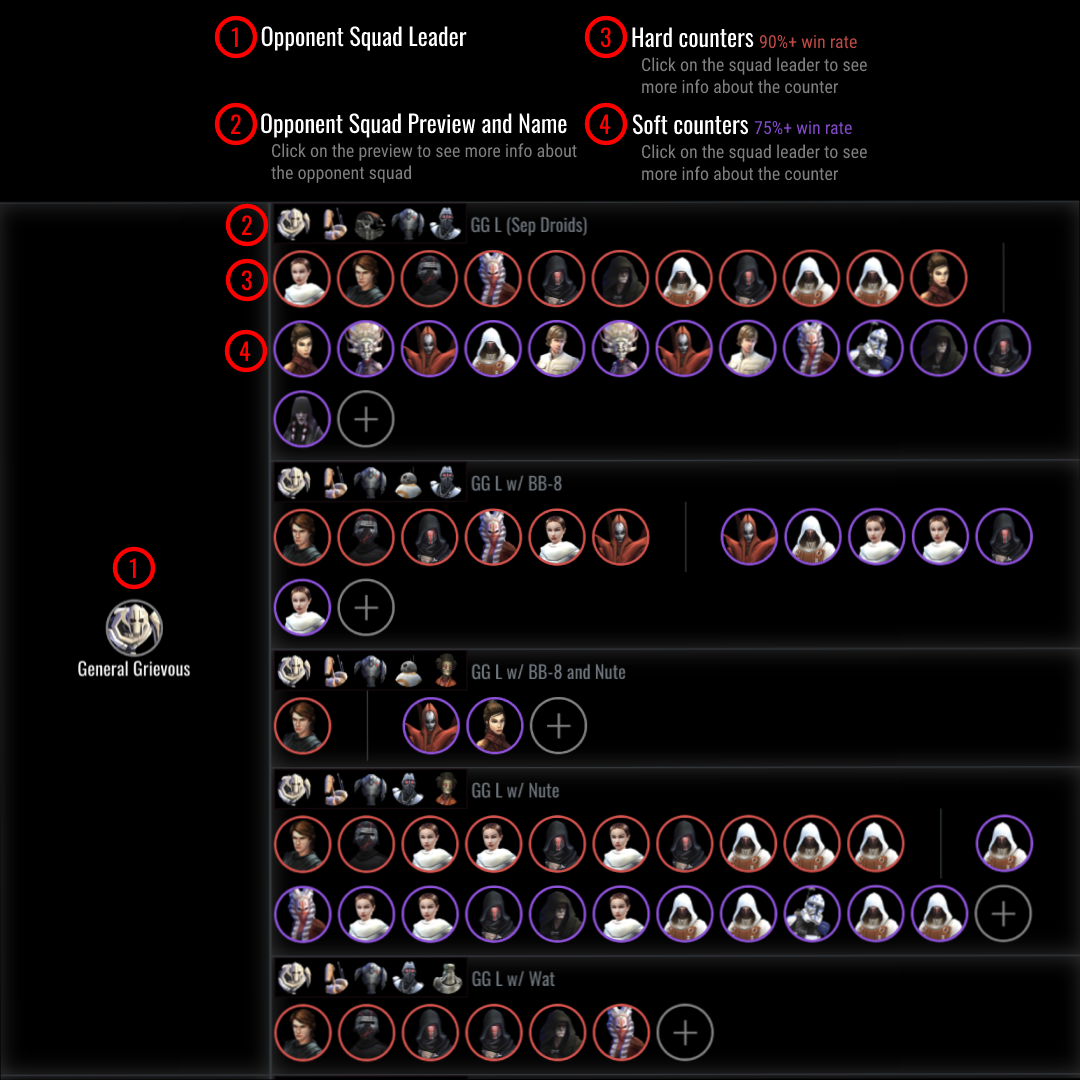 1 Opponent Squad Leader
3 Hard counters 90%+ win rate
Click on the squad leader to see
more info about the counter
2 Opponent Squad Preview and Name
Click on the preview to see more info about
the opponent squad
4 Soft counters 75%+ win rate
Click on the squad leader to see
more info about the counter
2 GG L (Sep Droids)
3
4
GG L w/ BB-8
1
General Grievous
GG L w/ BB-8 and Nute
GG L w/ Nute
GG L w/ Wat